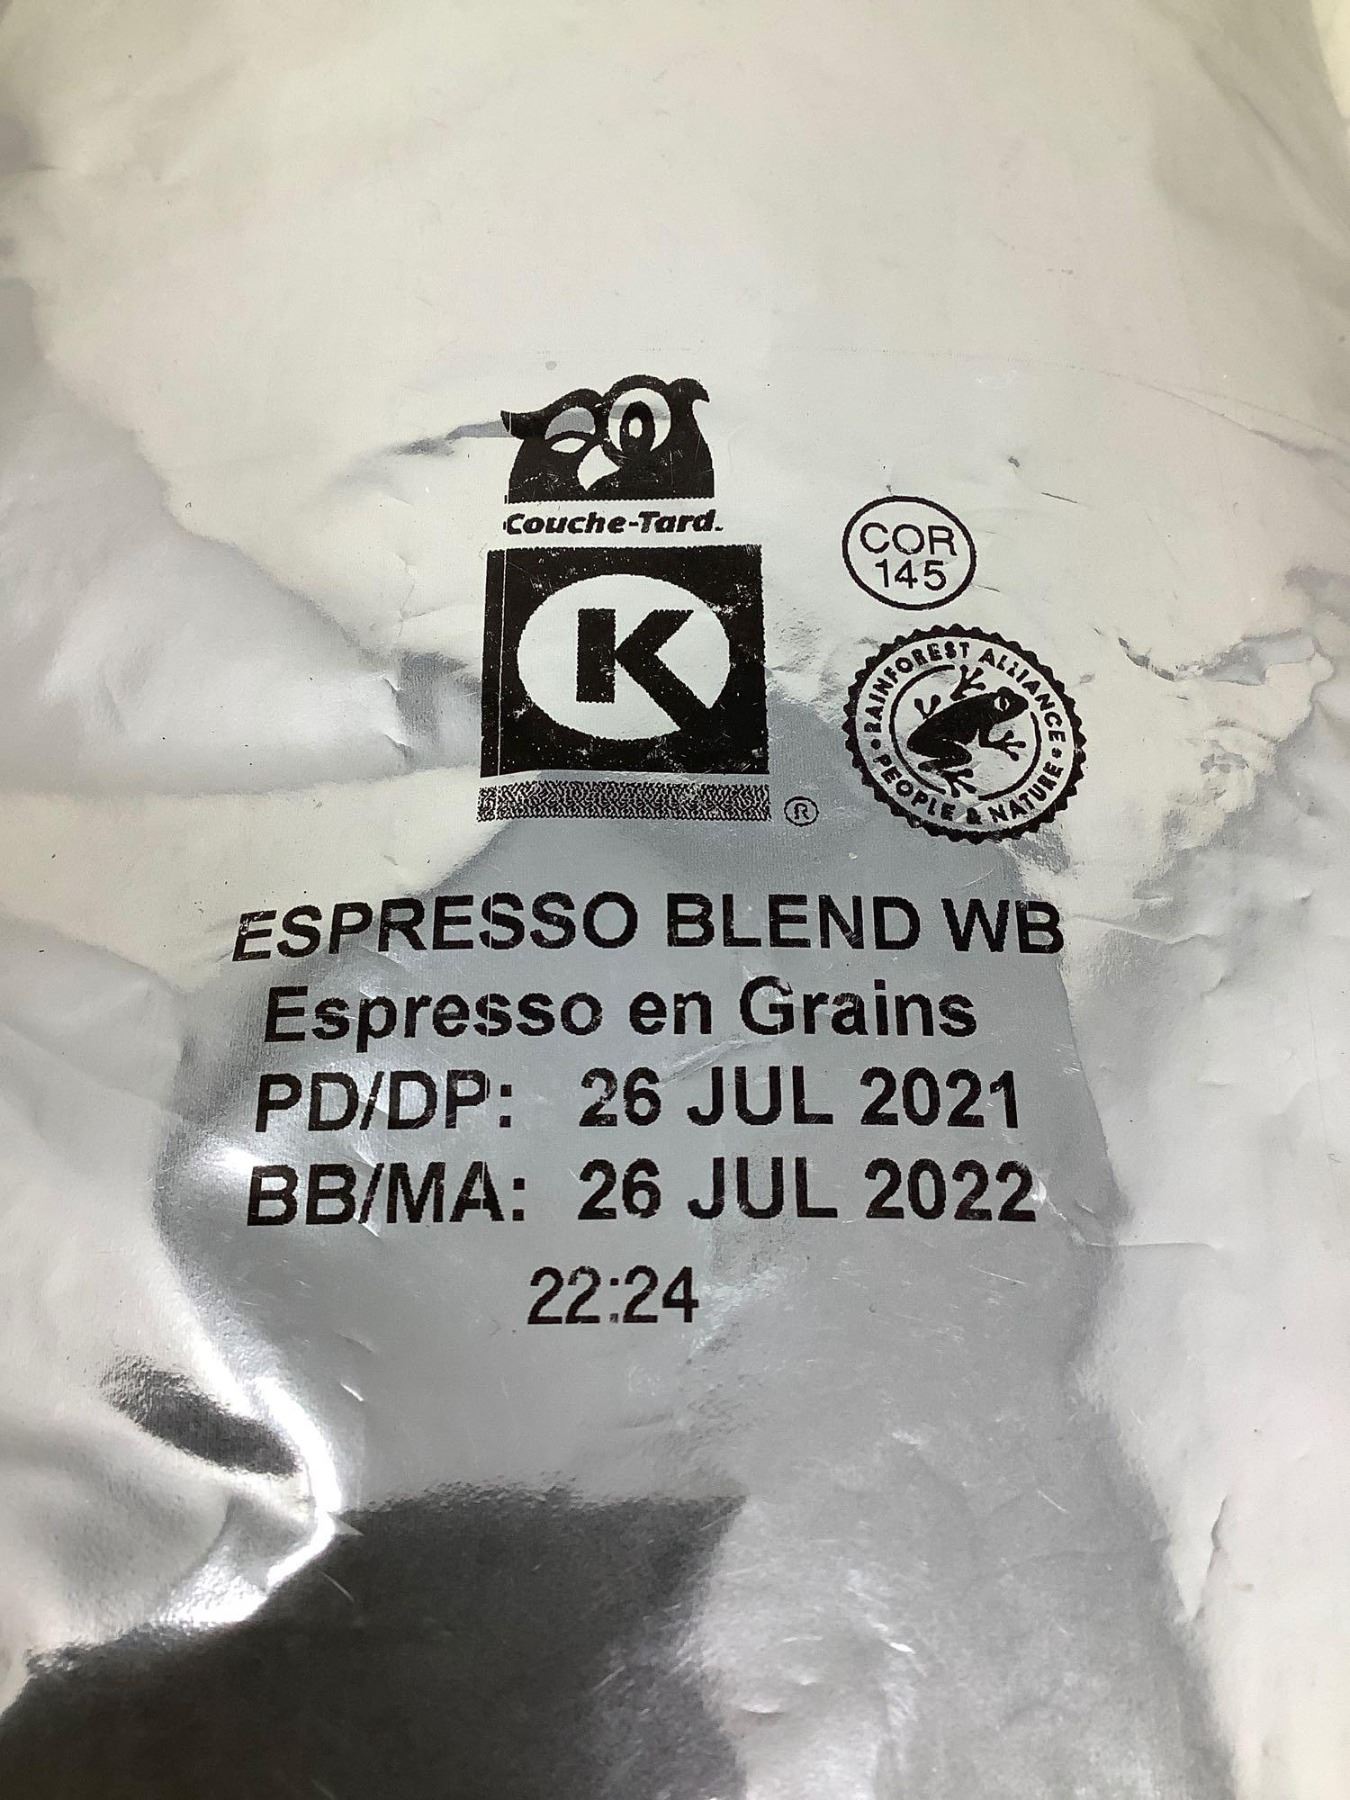 Couche-Tard.
K
®
COR
145
RAINFOREST ALLIANCE
PEOPLE & NATURE
ESPRESSO BLEND WB
Espresso en Grains
PD/DP: 26 JUL 2021
BB/MA: 26 JUL 2022
22:24